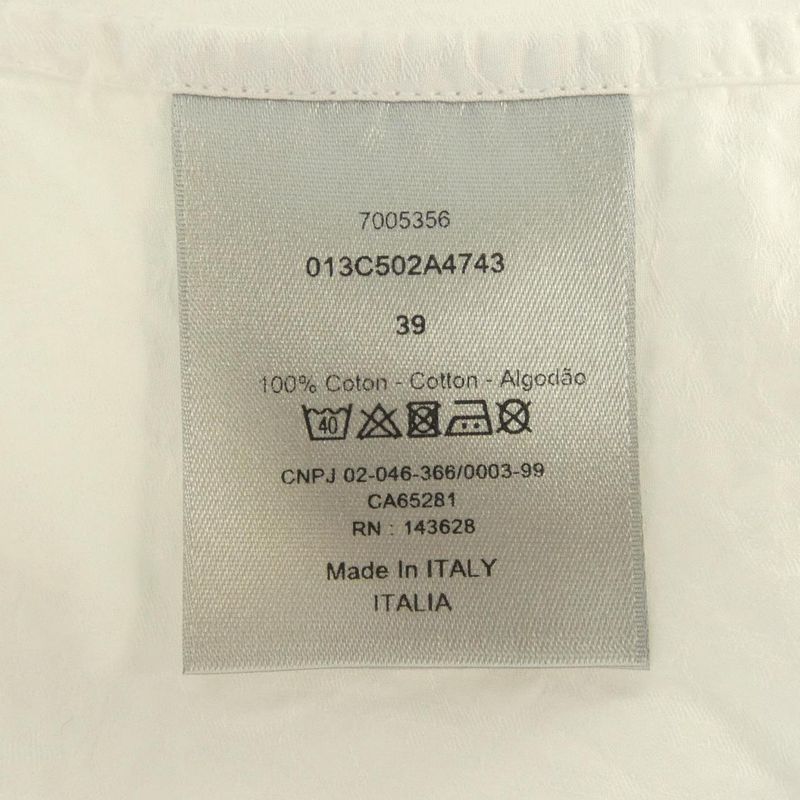 7005356
013C502A4743
39
100% Coton - Cotton - Algodão
40
CNPJ 02-046-366/0003-99
CA65281
RN : 143628
Made In ITALY
ITALIA